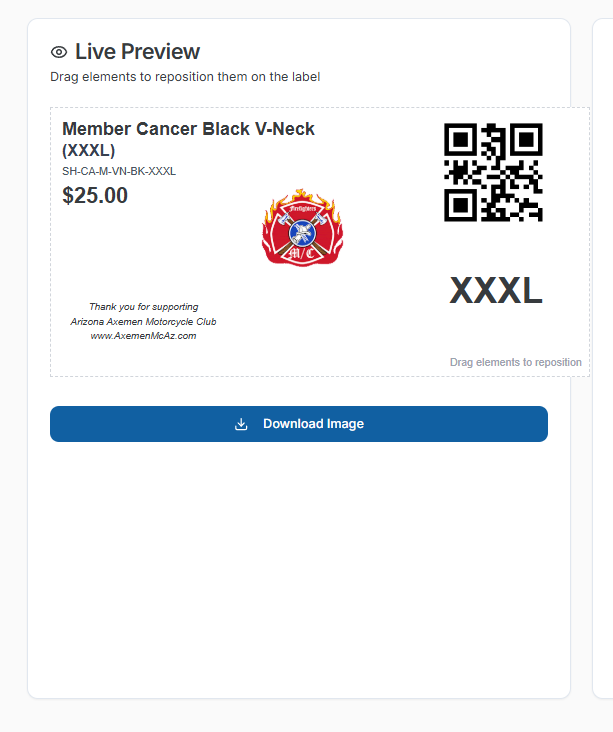 Live Preview
Drag elements to reposition them on the label
Member Cancer Black V-Neck
(XXXL)
SH-CA-M-VN-BK-XXXL
$25.00
Firefighters
M/C
XXXL
Thank you for supporting
Arizona Axemen Motorcycle Club
www.AxemenMcAz.com
Drag elements to reposition
Download Image